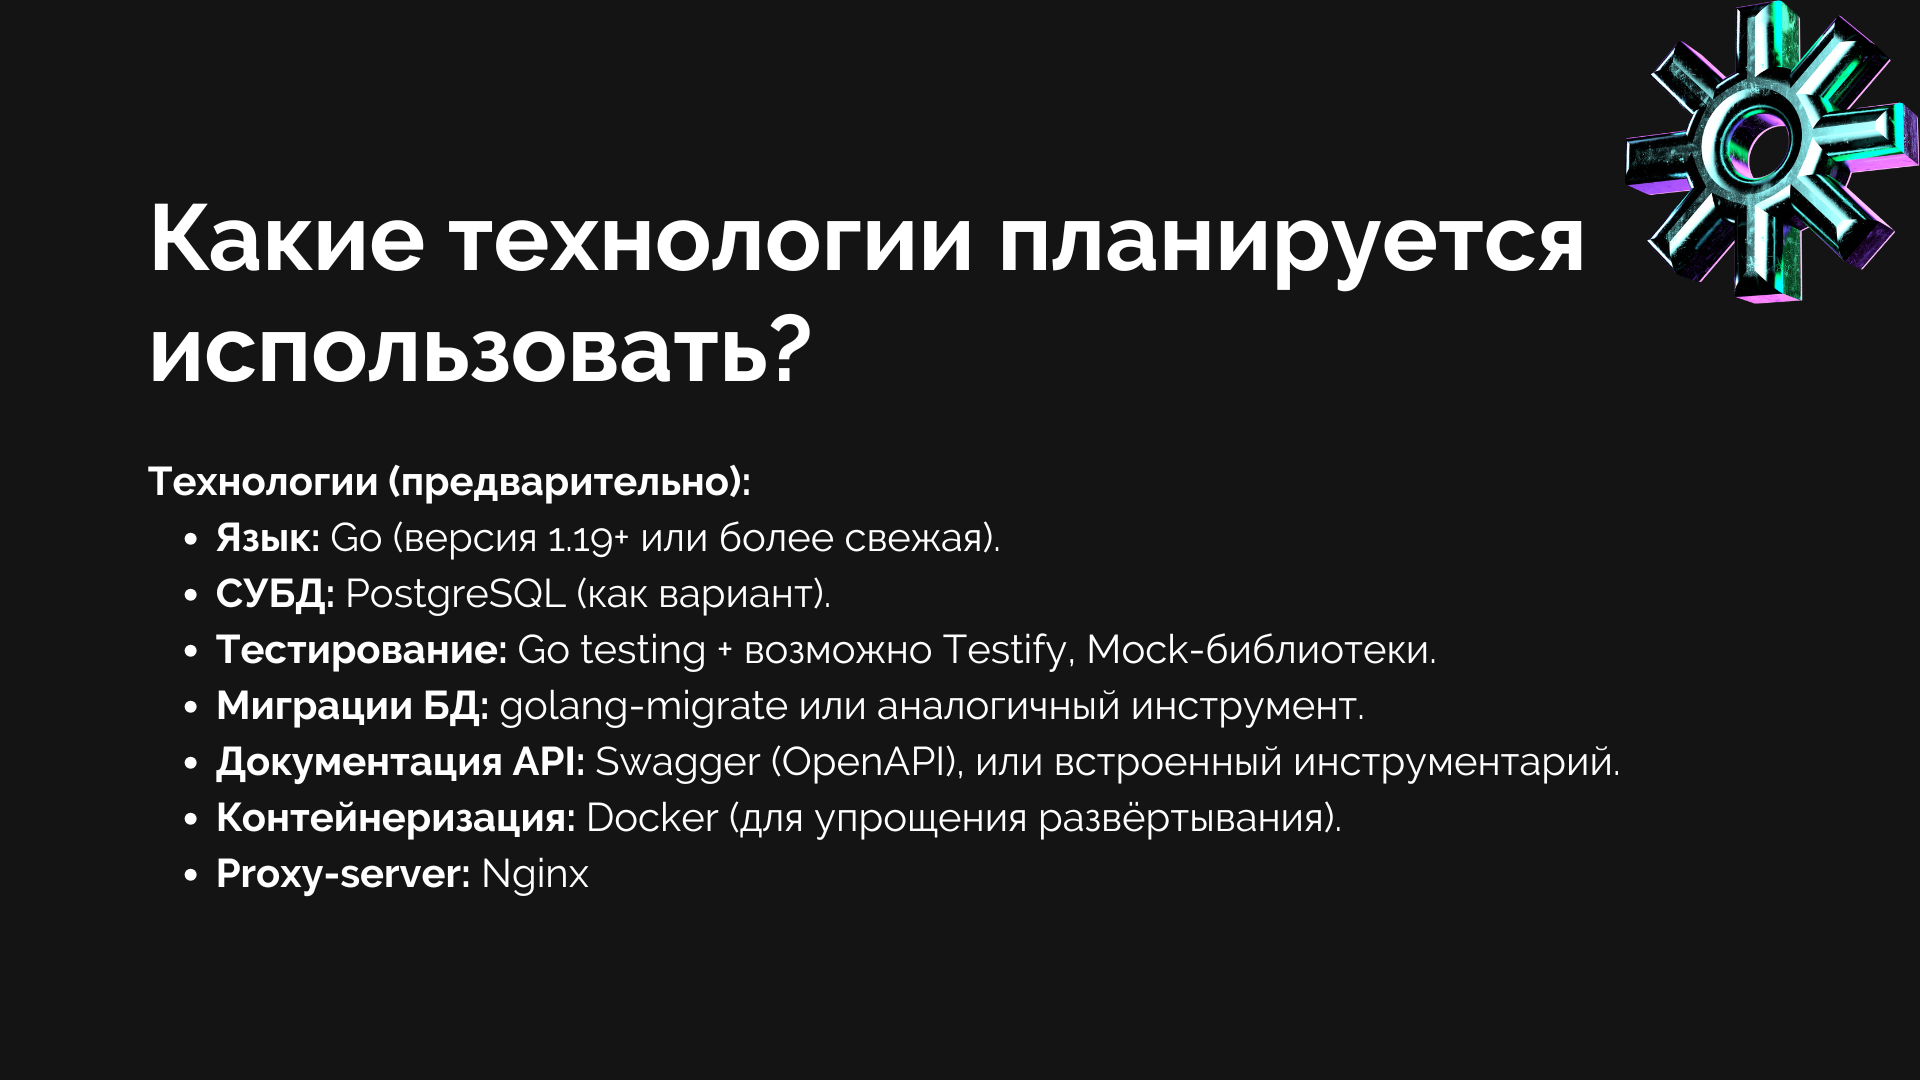 Какие технологии планируется
использовать?
Технологии (предварительно):
• Язык: Go (версия 1.19+ или более свежая).
• СУБД: PostgreSQL (как вариант).
• Тестирование: Go testing + возможно Testify, Mock-библиотеки.
• Миграции БД: golang-migrate или аналогичный инструмент.
• Документация API: Swagger (OpenAPI), или встроенный инструментарий.
• Контейнеризация: Docker (для упрощения развёртывания).
• Proxy-server: Nginx